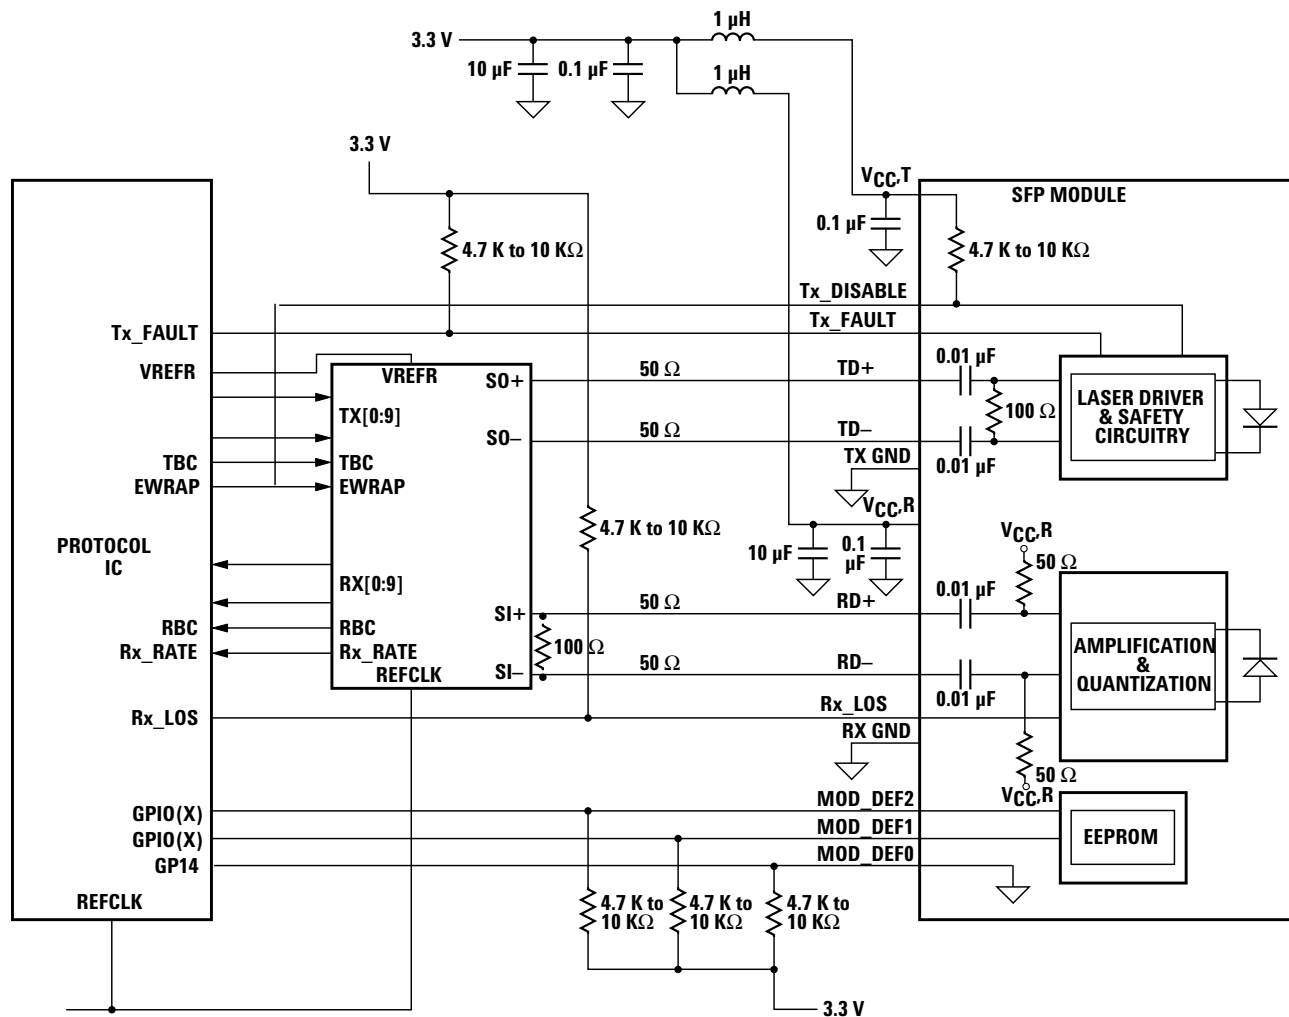 1 µH
3.3 V
10 µF
0.1 µF
1 µH
3.3 V
VCC,T
SFP MODULE
0.1 µF
4.7 K to 10 KΩ
4.7 K to 10 KΩ
Tx_DISABLE
Tx_FAULT
Tx_FAULT
VREFR
VREFR
SO+
50 Ω
TD+
0.01 µF
TX[0:9]
100 Ω
LASER DRIVER
& SAFETY
CIRCUITRY
SO–
50 Ω
TD–
TBC
TBC
TX GND
0.01 µF
EWRAP
EWRAP
VCC,R
4.7 K to 10 KΩ
PROTOCOL
IC
10 µF
0.1
µF
VCC,R
50 Ω
RX[0:9]
0.01 µF
SI+
50 Ω
RD+
RBC
RBC
100 Ω
AMPLIFICATION
&
QUANTIZATION
Rx_RATE
Rx_RATE
REFCLK
SI–
50 Ω
RD–
0.01 µF
Rx_LOS
Rx_LOS
RX GND
50 Ω
VCC,R
GPIO(X)
MOD_DEF2
GPIO(X)
MOD_DEF1
EEPROM
GP14
MOD_DEF0
REFCLK
4.7 K to
10 KΩ
4.7 K to
10 KΩ
4.7 K to
10 KΩ
3.3 V